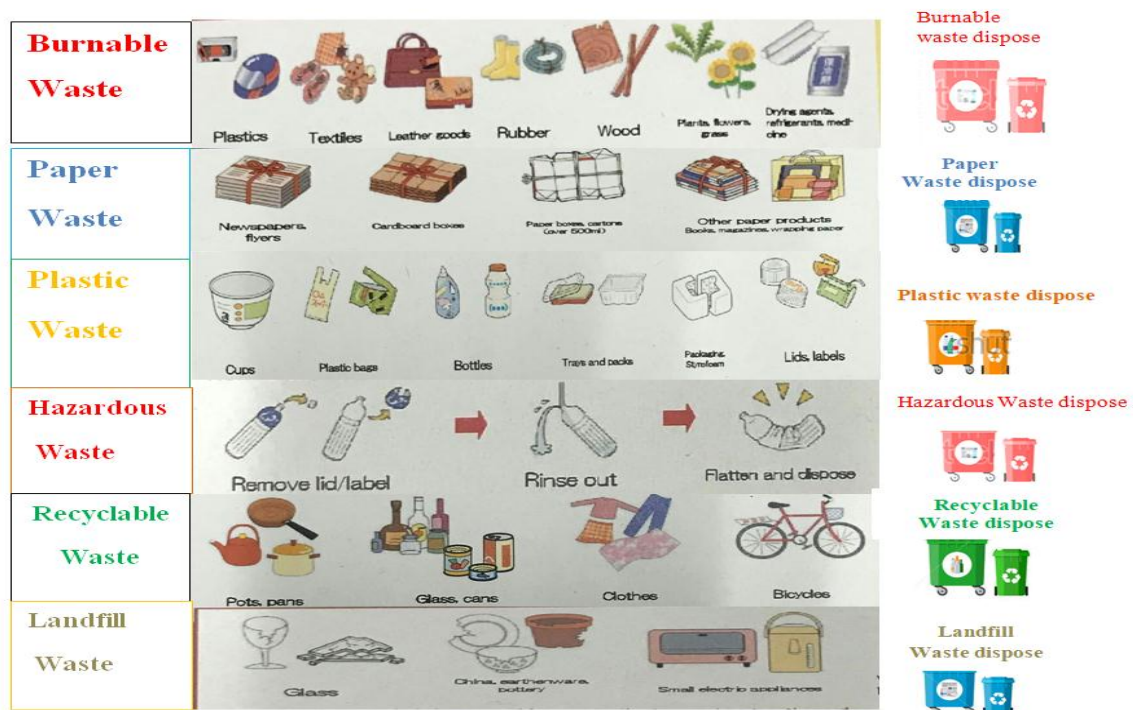 Burnable
Waste
Plastics
Textiles
Leather goods
Rubber
Wood
Plants, flowers,
grass
Drying agents,
refrigerants, medi-
cine
保冷剤
Burnable
waste dispose
Paper
Waste
Newspapers,
flyers
Cardboard boxes
Paper boxes, cartons
(over 500ml)
Other paper products
Books, magazines, wrapping paper
Paper
Waste dispose
Plastic
Waste
Cups
Plastic bags
Bottles
Trays and packs
Packaging,
Styrofoam
Lids, labels
Plastic waste dispose
shut
Hazardous
Waste
Remove lid/label
Rinse out
Flatten and dispose
Hazardous Waste dispose
Recyclable
Waste
Pots, pans
Glass, cans
Clothes
Bicycles
Recyclable
Waste dispose
Landfill
Waste
Glass
China, earthenware,
pottery
Small electric appliances
Landfill
Waste dispose